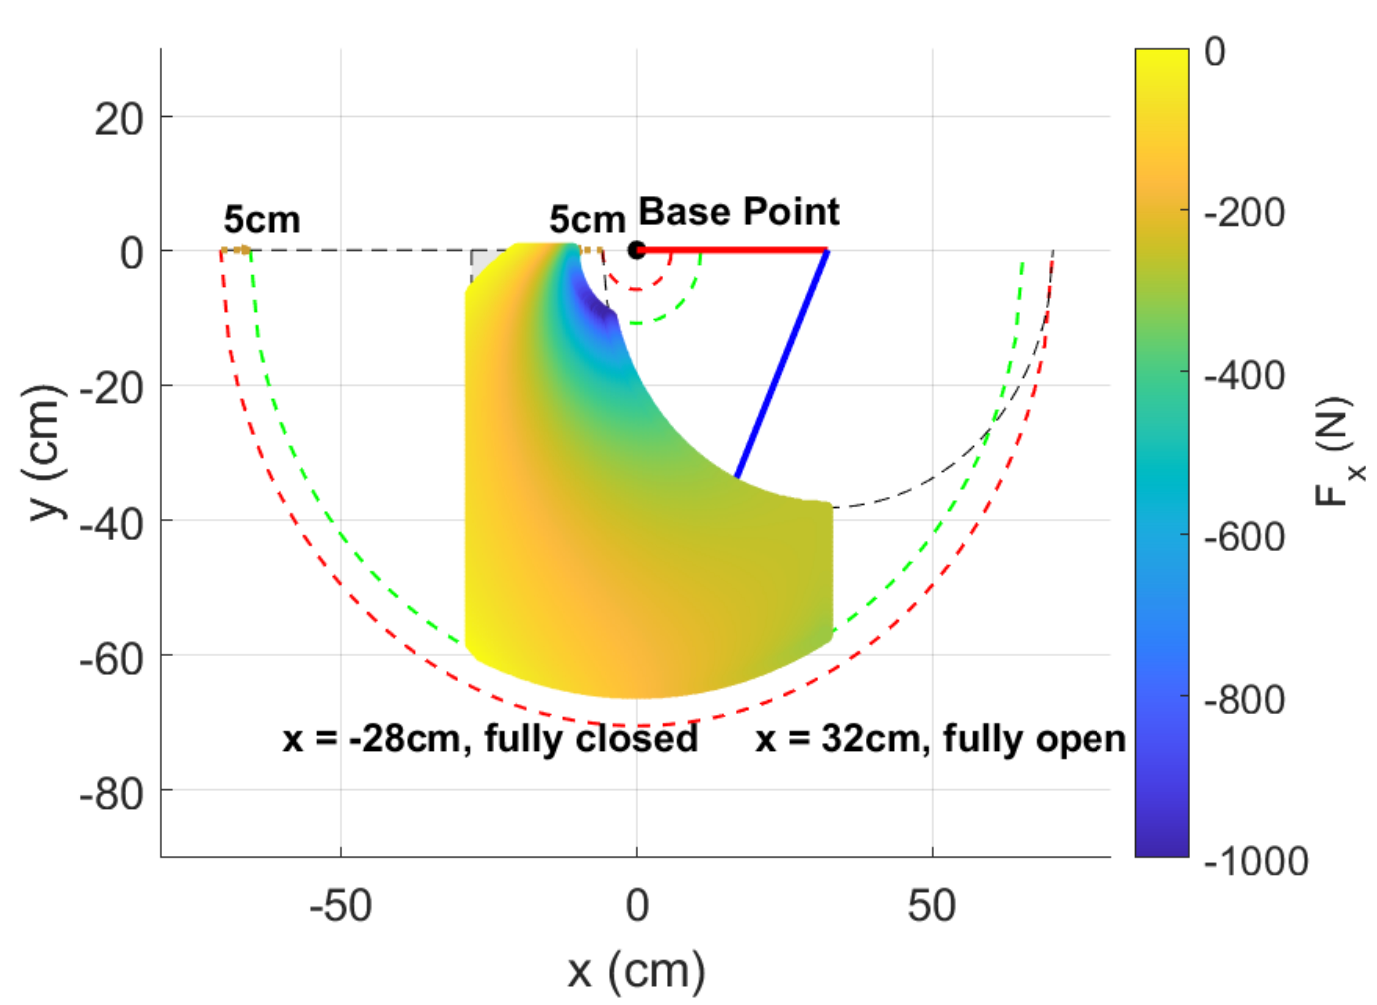 20
0
-20
-40
-60
-80
y (cm)
5cm
5cm
Base Point
x = -28cm, fully closed
x = 32cm, fully open
-50
0
50
x (cm)
0
-200
-400
-600
-800
-1000
Fx (N)